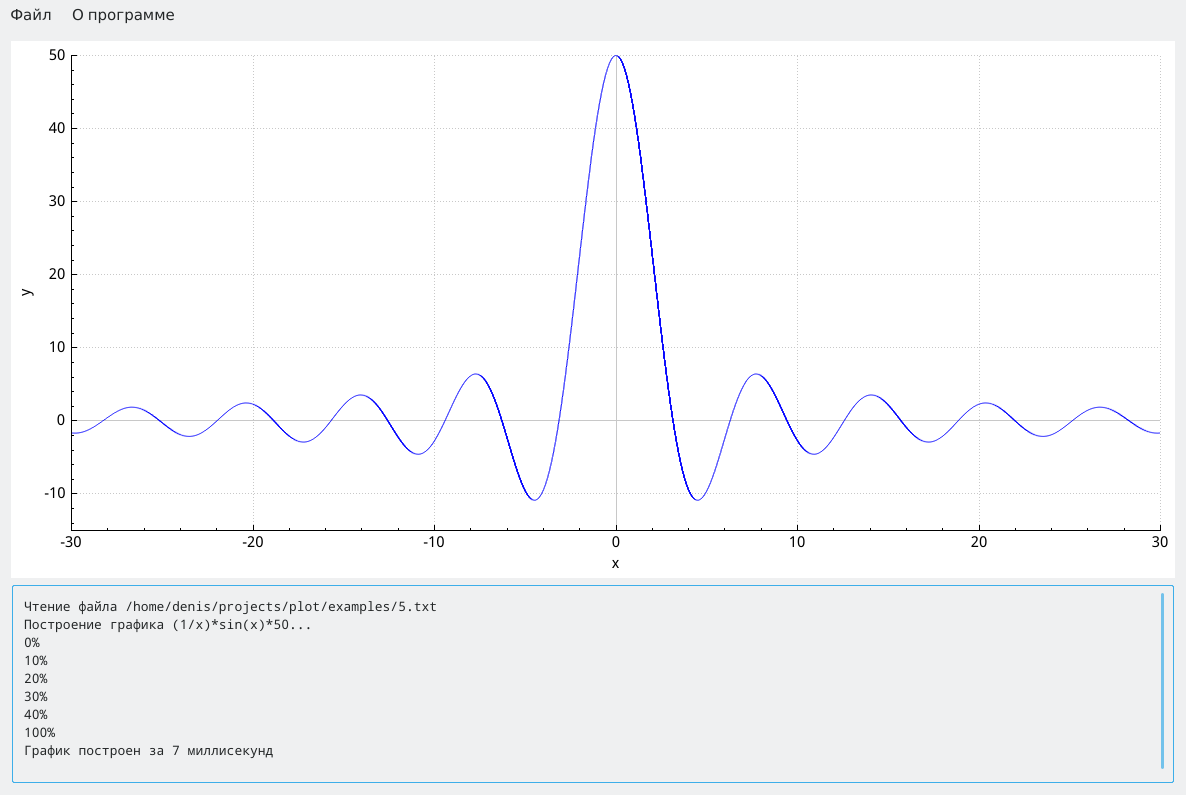 Файл О программе
50
40
30
20
10
0
-10
y
-30 -20 -10 0 10 20 30
x
Чтение файла /home/denis/projects/plot/examples/5.txt
Построение графика (1/x)*sin(x)*50...
0%
10%
20%
30%
40%
100%
График построен за 7 миллисекунд